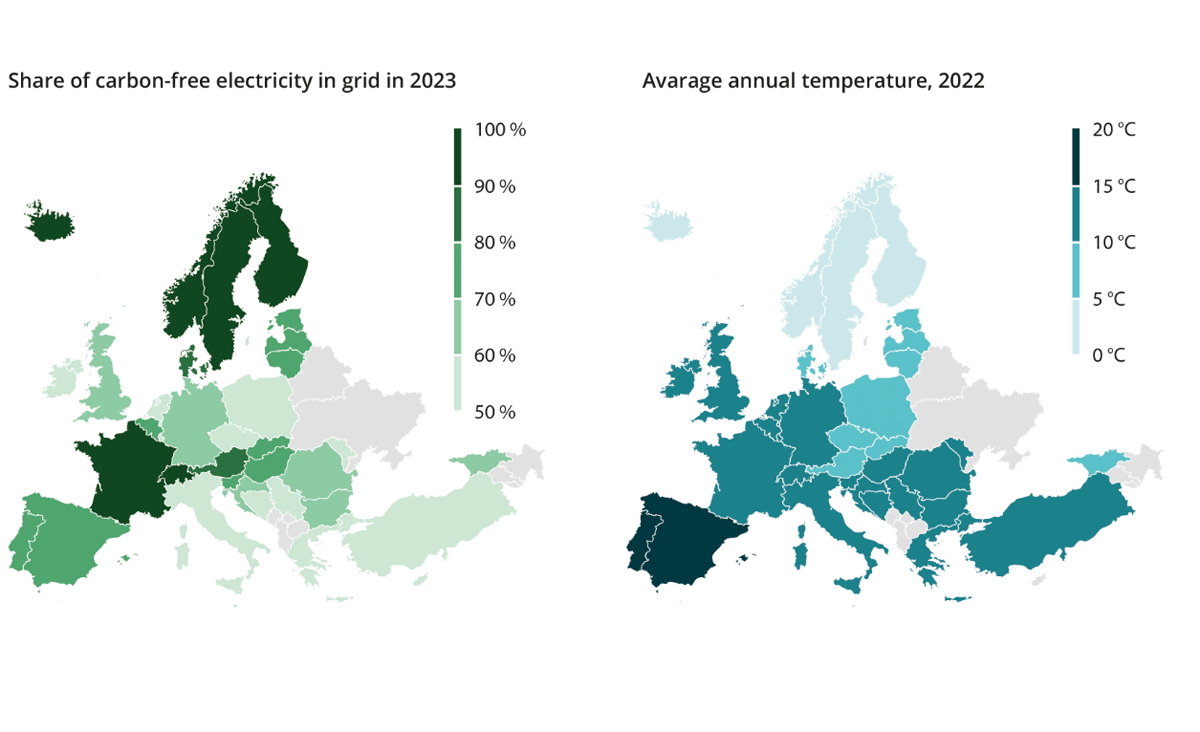 Share of carbon-free electricity in grid in 2023
100 %
90 %
80 %
70 %
60 %
50 %
Avarage annual temperature, 2022
20 °C
15 °C
10 °C
5 °C
0 °C